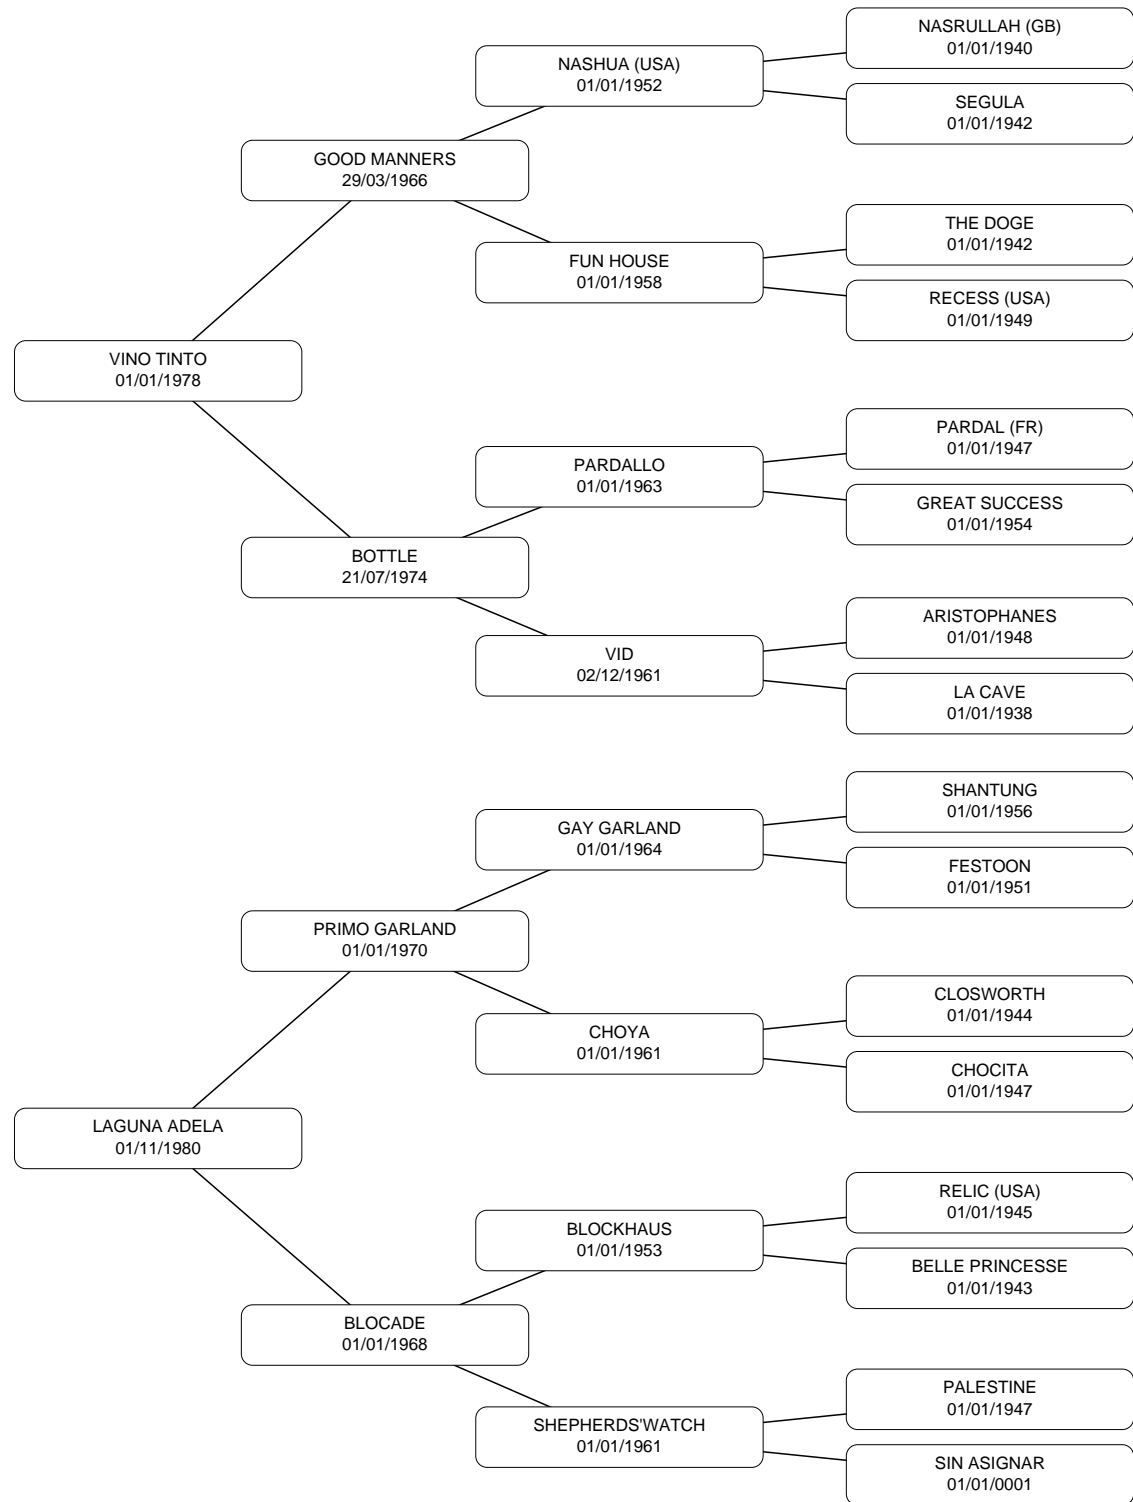 NASRULLAH (GB)
01/01/1940
NASHUA (USA)
01/01/1952
SEGULA
01/01/1942
GOOD MANNERS
29/03/1966
THE DOGE
01/01/1942
FUN HOUSE
01/01/1958
RECESS (USA)
01/01/1949
VINO TINTO
01/01/1978
PARDAL (FR)
01/01/1947
PARDALLO
01/01/1963
GREAT SUCCESS
01/01/1954
BOTTLE
21/07/1974
ARISTOPHANES
01/01/1948
VID
02/12/1961
LA CAVE
01/01/1938
SHANTUNG
01/01/1956
GAY GARLAND
01/01/1964
FESTOON
01/01/1951
PRIMO GARLAND
01/01/1970
CLOSWORTH
01/01/1944
CHOYA
01/01/1961
CHOCITA
01/01/1947
LAGUNA ADELA
01/11/1980
RELIC (USA)
01/01/1945
BLOCKHAUS
01/01/1953
BELLE PRINCESSE
01/01/1943
BLOCADE
01/01/1968
PALESTINE
01/01/1947
SHEPHERDS'WATCH
01/01/1961
SIN ASIGNAR
01/01/0001